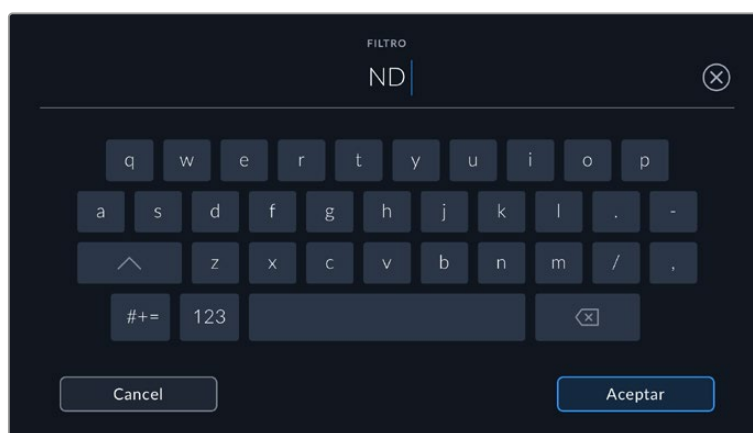 FILTRO
ND
q w e r t y u i o p
a s d f g h j k l . -
z x c v b n m / ,
#+= 123
Cancel Aceptar